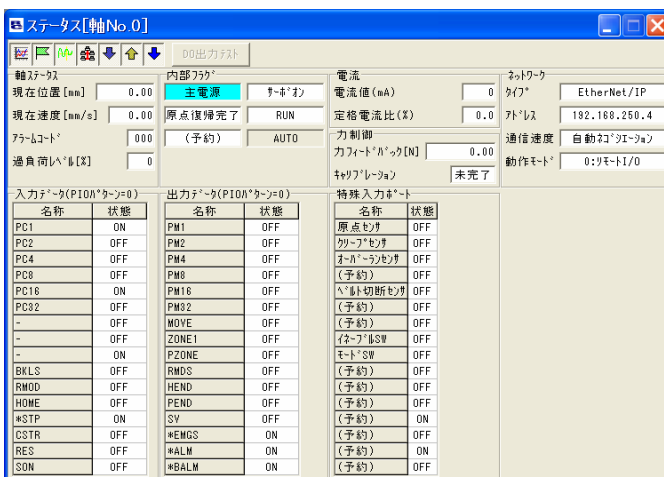 ステータス[軸No.0]
DO出力テスト
軸ステータス
現在位置[mm] 0.00
現在速度[mm/s] 0.00
アラームコード 000
過負荷レベル[%] 0
内部フラグ
主電源 サーボオン
原点復帰完了 RUN
(予約) AUTO
電流
電流値(mA) 0
定格電流比(%) 0.0
力制御
力フィードバック[N] 0.00
キャリブレーション 未完了
ネットワーク
タイプ EtherNet/IP
アドレス 192.168.250.4
通信速度 自動ネゴシエーション
動作モード 0:リモートI/O
入力データ(PIOパターン=0)
名称 状態
PC1 ON
PC2 OFF
PC4 OFF
PC8 OFF
PC16 ON
PC32 OFF
- OFF
- OFF
- ON
BKLS OFF
RMOD OFF
HOME OFF
*STP ON
CSTR OFF
RES OFF
SON OFF
出力データ(PIOパターン=0)
名称 状態
PM1 OFF
PM2 OFF
PM4 OFF
PM8 OFF
PM16 OFF
PM32 OFF
MOVE OFF
ZONE1 OFF
PZONE OFF
RMDS OFF
HEND OFF
PEND OFF
SV OFF
*EMGS ON
*ALM ON
*BALM ON
特殊入力ポート
名称 状態
原点センサ OFF
クリープセンサ OFF
オーバーランセンサ OFF
(予約) OFF
ベルト切断センサ OFF
(予約) OFF
(予約) OFF
イネーブルSW OFF
モードSW OFF
(予約) OFF
(予約) OFF
(予約) OFF
(予約) ON
(予約) OFF
(予約) ON
(予約) OFF